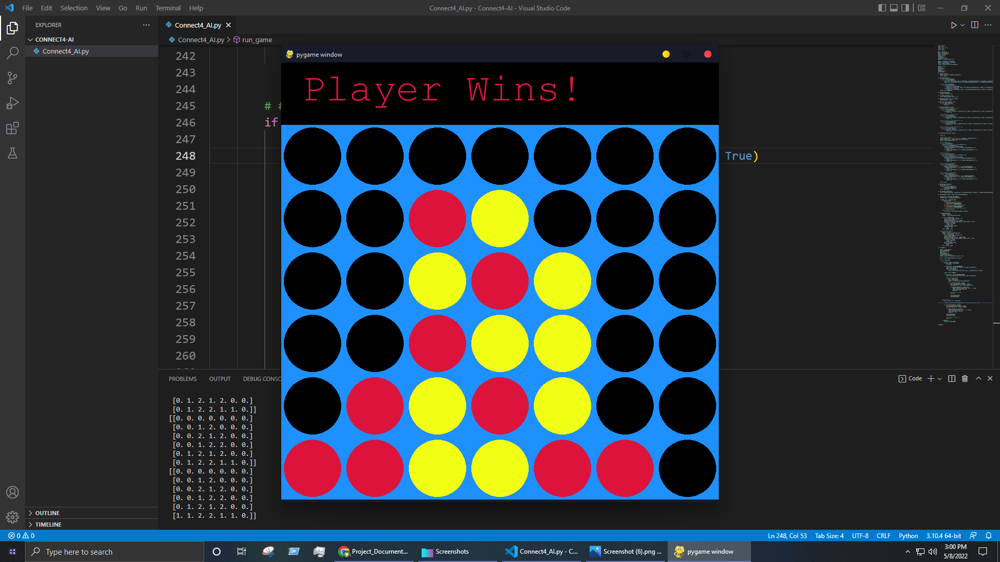 File Edit Selection View Go Run Terminal Help
Connect4_AI.py - Connect4-AI - Visual Studio Code
EXPLORER
CONNECT4-AI
Connect4_AI.py
Connect4_AI.py
Connect4_AI.py > run_game
242
243
244
245 #
246 if
247
248 True)
249
250
251
252
253
254
255
256
257
258
259
260
pygame window
Player Wins!
PROBLEMS OUTPUT DEBUG CONSC
Code
[0. 1. 2. 1. 2. 0. 0.]
[0. 1. 2. 2. 1. 1. 0.]]
[[0. 0. 0. 0. 0. 0. 0.]
[0. 0. 1. 2. 0. 0. 0.]
[0. 0. 2. 1. 2. 0. 0.]
[0. 0. 1. 2. 2. 0. 0.]
[0. 1. 2. 1. 2. 0. 0.]
[0. 1. 2. 2. 1. 1. 0.]]
[[0. 0. 0. 0. 0. 0. 0.]
[0. 0. 1. 2. 0. 0. 0.]
[0. 0. 2. 1. 2. 0. 0.]
[0. 0. 1. 2. 2. 0. 0.]
[0. 1. 2. 1. 2. 0. 0.]
[1. 1. 2. 2. 1. 1. 0.]]
OUTLINE
TIMELINE
0 0
Ln 248, Col 53 Tab Size: 4 UTF-8 CRLF Python 3.10.4 64-bit
Type here to search
Project_Document...
Screenshots
Connect4_AI.py - C...
Screenshot (6).png ...
pygame window
3:00 PM
5/8/2022